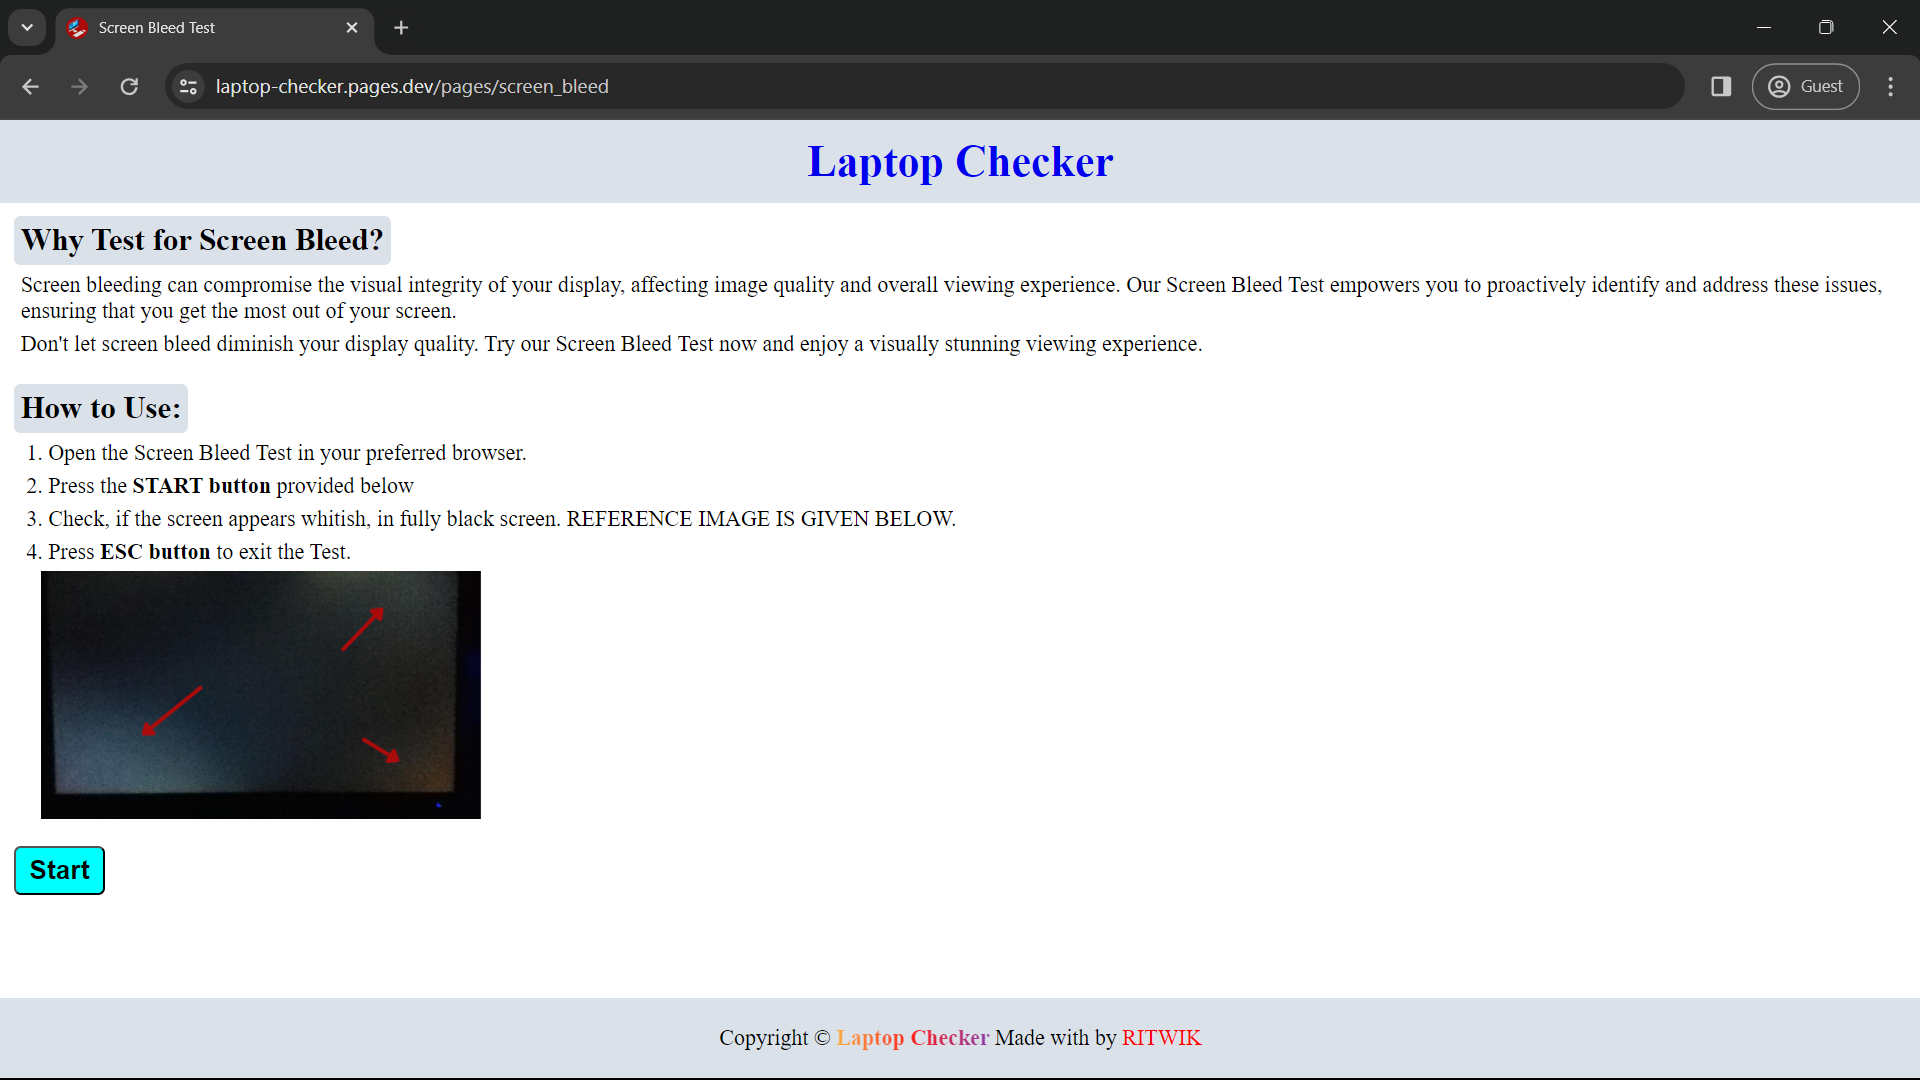 Screen Bleed Test
laptop-checker.pages.dev/pages/screen_bleed
Guest
Laptop Checker
Why Test for Screen Bleed?
Screen bleeding can compromise the visual integrity of your display, affecting image quality and overall viewing experience. Our Screen Bleed Test empowers you to proactively identify and address these issues,
ensuring that you get the most out of your screen.
Don't let screen bleed diminish your display quality. Try our Screen Bleed Test now and enjoy a visually stunning viewing experience.
How to Use:
1. Open the Screen Bleed Test in your preferred browser.
2. Press the START button provided below
3. Check, if the screen appears whitish, in fully black screen. REFERENCE IMAGE IS GIVEN BELOW.
4. Press ESC button to exit the Test.
Start
Copyright © Laptop Checker Made with by RITWIK